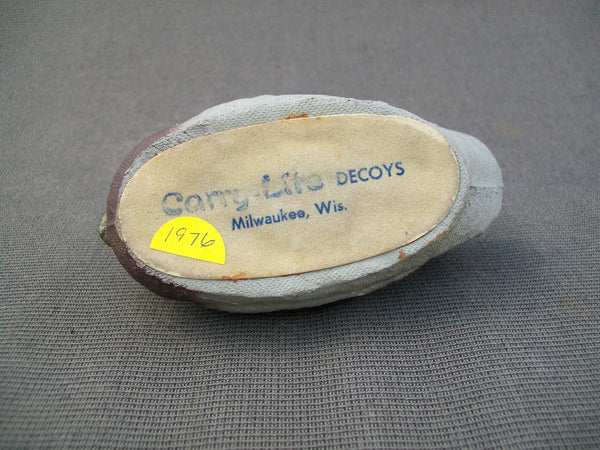 Carry-Lite DECOYS
Milwaukee, Wis.
1976